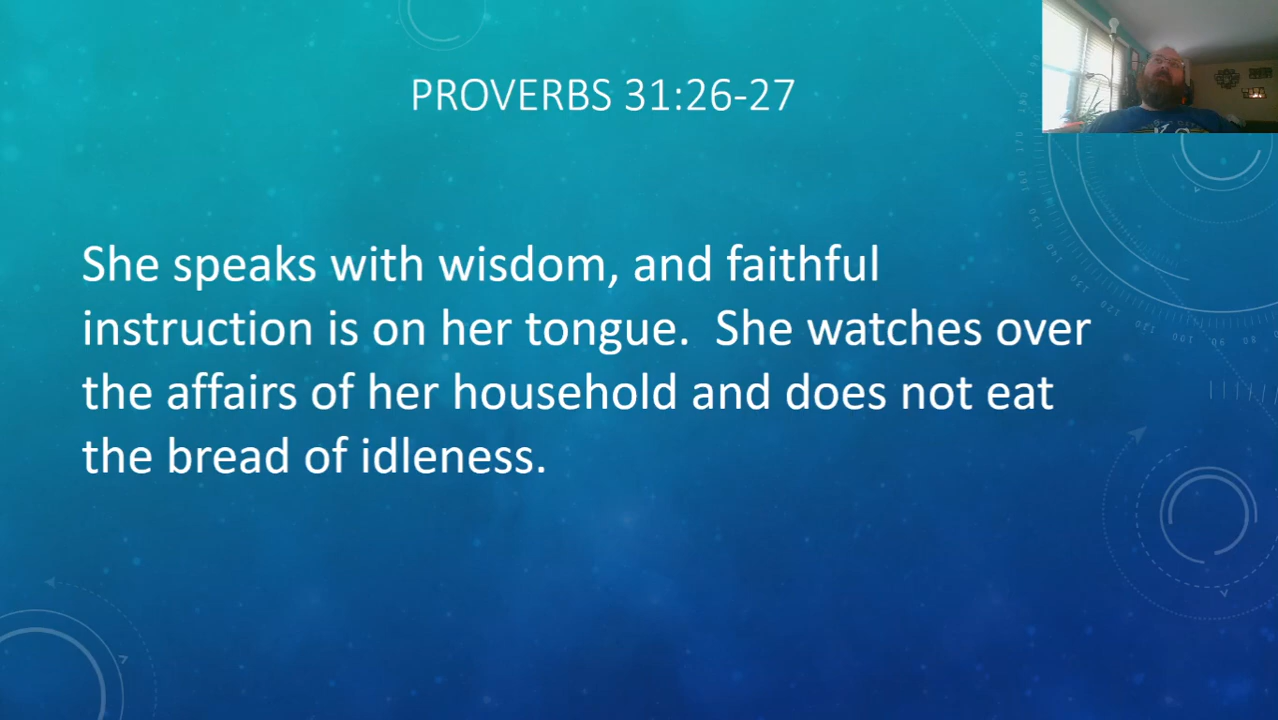 PROVERBS 31:26-27
She speaks with wisdom, and faithful
instruction is on her tongue.  She watches over
the affairs of her household and does not eat
the bread of idleness.